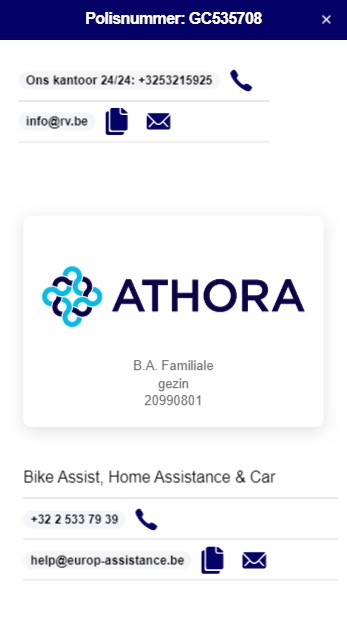 Polisnummer: GC535708 ×
Ons kantoor 24/24: +3253215925
info@rv.be
ATHORA
B.A. Familiale
gezin
20990801
Bike Assist, Home Assistance & Car
+32 2 533 79 39
help@europ-assistance.be